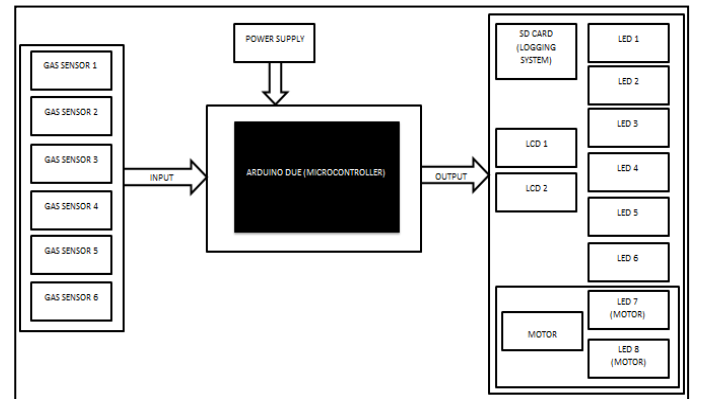 GAS SENSOR 1
GAS SENSOR 2
GAS SENSOR 3
GAS SENSOR 4
GAS SENSOR 5
GAS SENSOR 6
INPUT
POWER SUPPLY
ARDUINO DUE (MICROCONTROLLER)
OUTPUT
SD CARD
(LOGGING
SYSTEM)
LCD 1
LCD 2
MOTOR
LED 1
LED 2
LED 3
LED 4
LED 5
LED 6
LED 7
(MOTOR)
LED 8
(MOTOR)